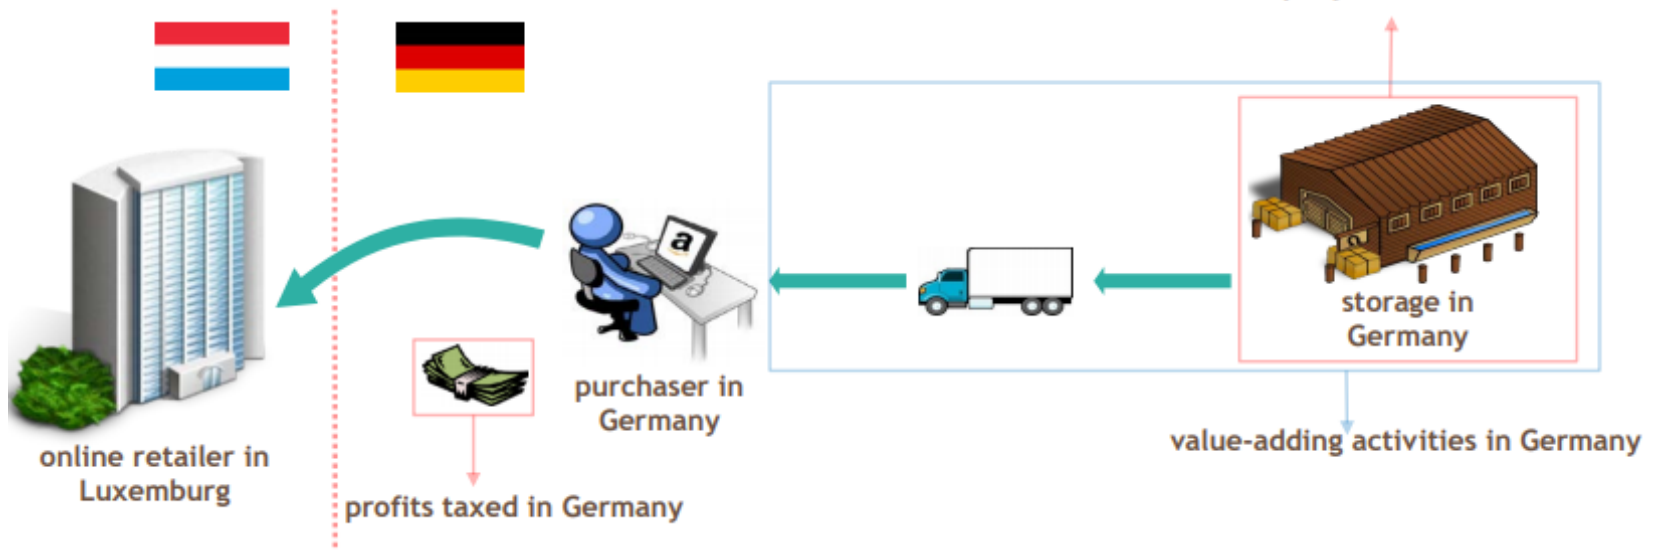 a
storage in
Germany
purchaser in
Germany
value-adding activities in Germany
online retailer in
Luxemburg
profits taxed in Germany